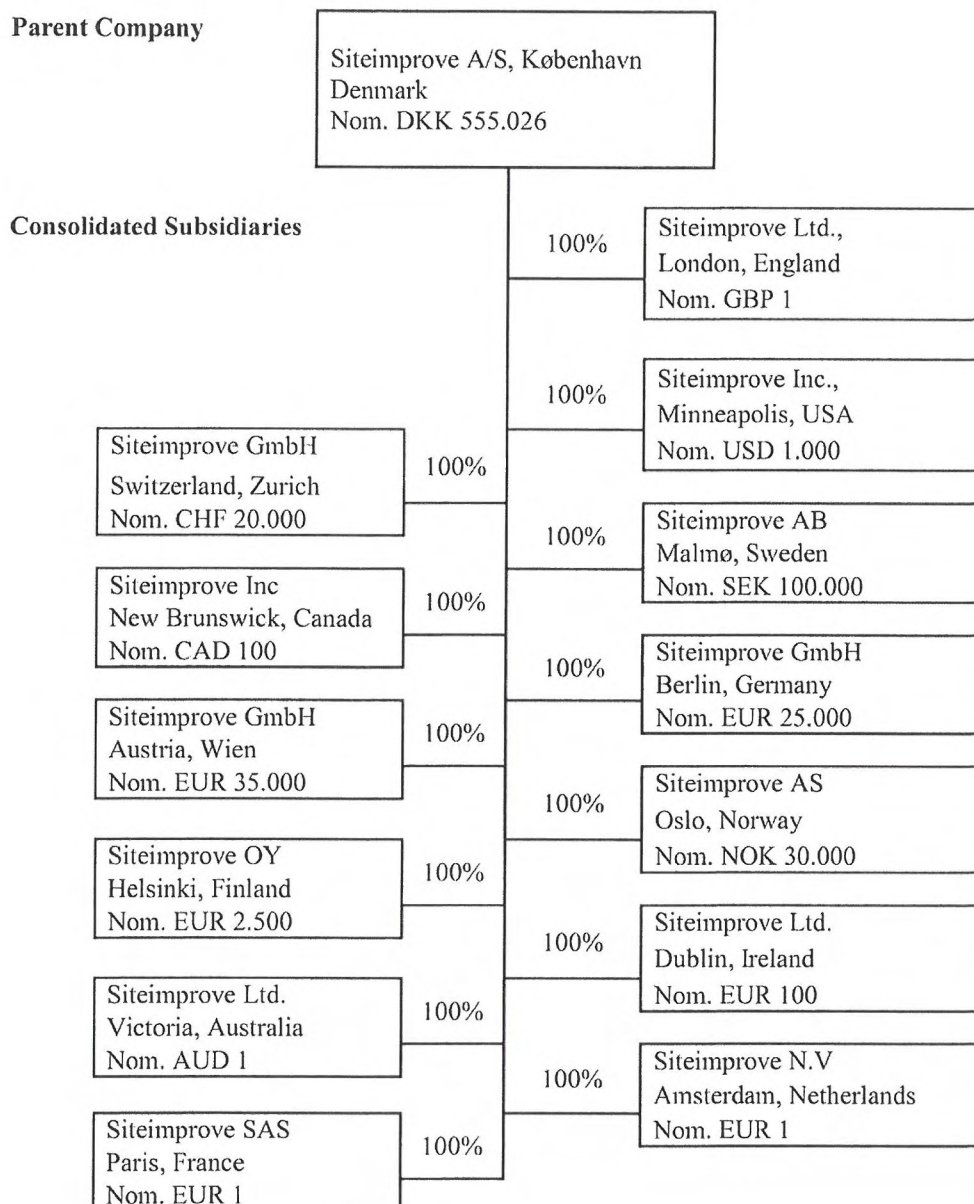 Parent Company
Siteimprove A/S, København
Denmark
Nom. DKK 555.026
Consolidated Subsidiaries
100%
Siteimprove Ltd.,
London, England
Nom. GBP 1
100%
Siteimprove Inc.,
Minneapolis, USA
Nom. USD 1.000
Siteimprove GmbH
Switzerland, Zurich
Nom. CHF 20.000
100%
100%
Siteimprove AB
Malmø, Sweden
Nom. SEK 100.000
Siteimprove Inc
New Brunswick, Canada
Nom. CAD 100
100%
100%
Siteimprove GmbH
Berlin, Germany
Nom. EUR 25.000
Siteimprove GmbH
Austria, Wien
Nom. EUR 35.000
100%
100%
Siteimprove AS
Oslo, Norway
Nom. NOK 30.000
Siteimprove OY
Helsinki, Finland
Nom. EUR 2.500
100%
100%
Siteimprove Ltd.
Dublin, Ireland
Nom. EUR 100
Siteimprove Ltd.
Victoria, Australia
Nom. AUD 1
100%
100%
Siteimprove N.V
Amsterdam, Netherlands
Nom. EUR 1
Siteimprove SAS
Paris, France
Nom. EUR 1
100%